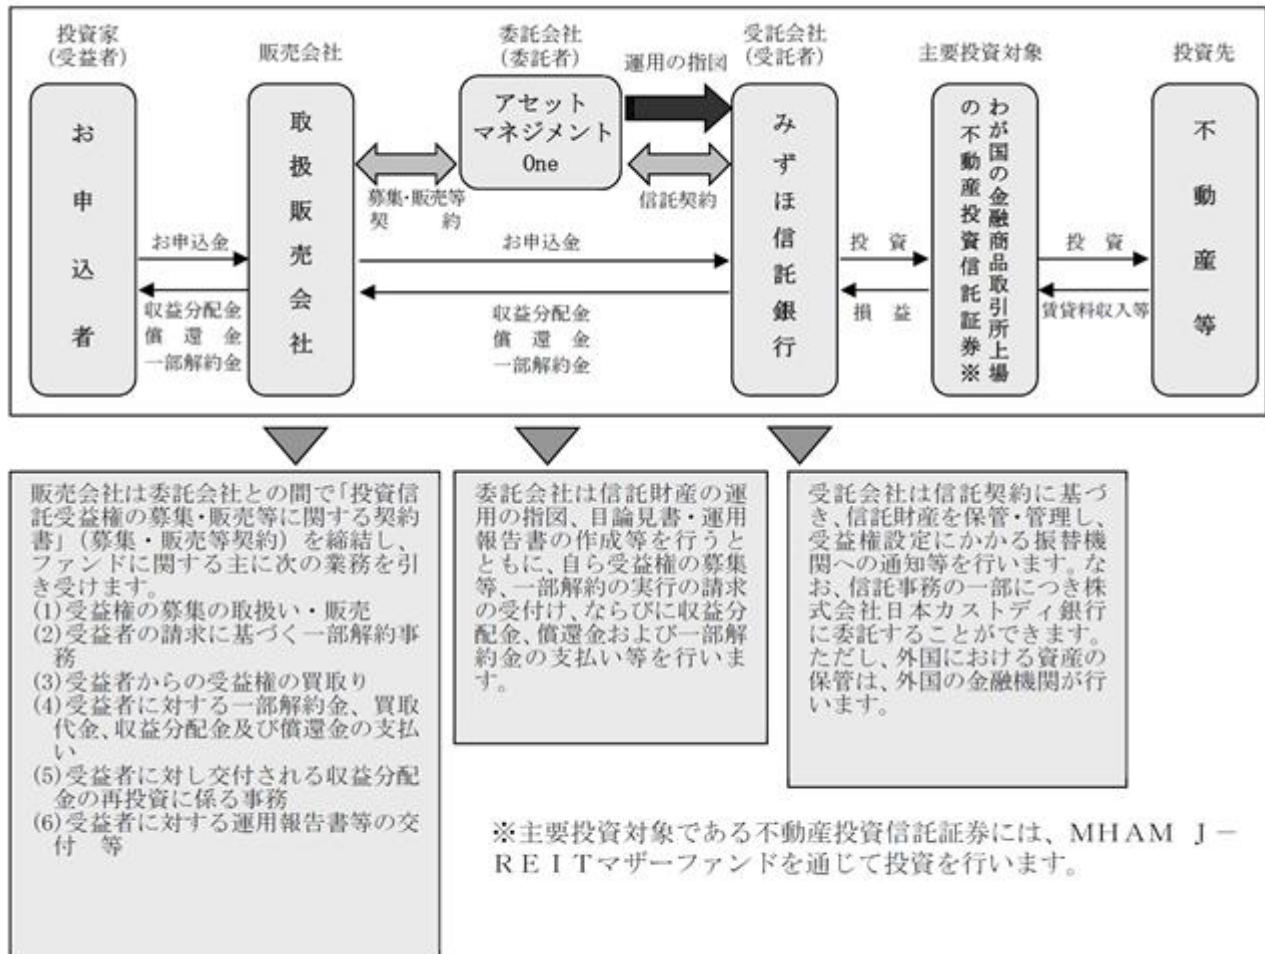 投資家
(受益者)
販売会社
委託会社
(委託者)
運用の指図
受託会社
(受託者)
主要投資対象
投資先
お申込者
取扱販売会社
アセット
マネジメント
One
みずほ信託銀行
わが国の金融商品取引所上場
の不動産投資信託証券※
不動産等
募集・販売等
契約
信託契約
お申込金
収益分配金
償還金
一部解約金
お申込金
収益分配金
償還金
一部解約金
投資
損益
投資
賃貸料収入等
販売会社は委託会社との間で「投資信
託受益権の募集・販売等に関する契約
書」（募集・販売等契約）を締結し、
ファンドに関する主に次の業務を引
き受けます。
(1)受益権の募集の取扱い・販売
(2)受益者の請求に基づく一部解約事
務
(3)受益者からの受益権の買取り
(4)受益者に対する一部解約金、買取
代金、収益分配金及び償還金の支払
い
(5)受益者に対し交付される収益分配
金の再投資に係る事務
(6)受益者に対する運用報告書等の交
付　等
委託会社は信託財産の運
用の指図、目論見書・運用
報告書の作成等を行うと
ともに、自ら受益権の募集
等、一部解約の実行の請求
の受付け、ならびに収益分
配金、償還金および一部解
約金の支払い等を行いま
す。
受託会社は信託契約に基づ
き、信託財産を保管・管理し、
受益権設定にかかる振替機
関への通知等を行います。な
お、信託事務の一部につき株
式会社日本カストディ銀行
に委託することができます。
ただし、外国における資産の
保管は、外国の金融機関が行
います。
※主要投資対象である不動産投資信託証券には、ＭＨＡＭ　Ｊ－
ＲＥＩＴマザーファンドを通じて投資を行います。